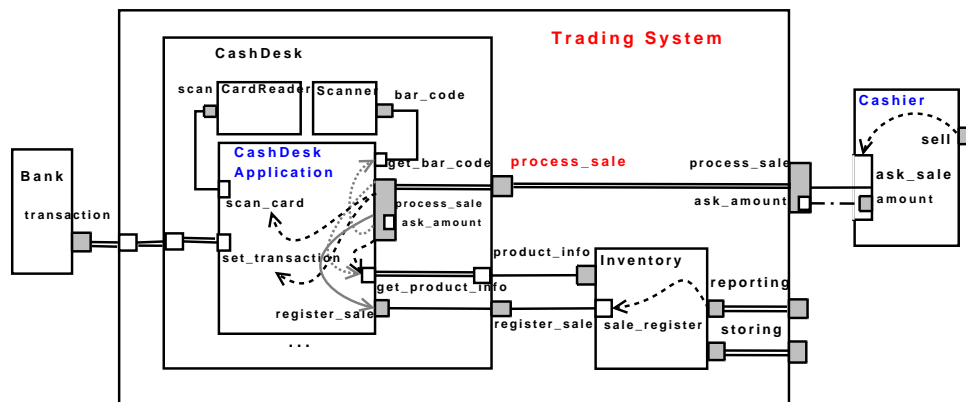 Trading System
CashDesk
scan
CardReader
Scanner
bar_code
Cashier
sell
CashDesk
Application
get_bar_code
process_sale
process_sale
Bank
scan_card
process_sale
ask_sale
transaction
ask_amount
ask_amount
amount
set_transaction
product_info
Inventory
get_product_info
reporting
register_sale
register_sale
sale_register
storing
...